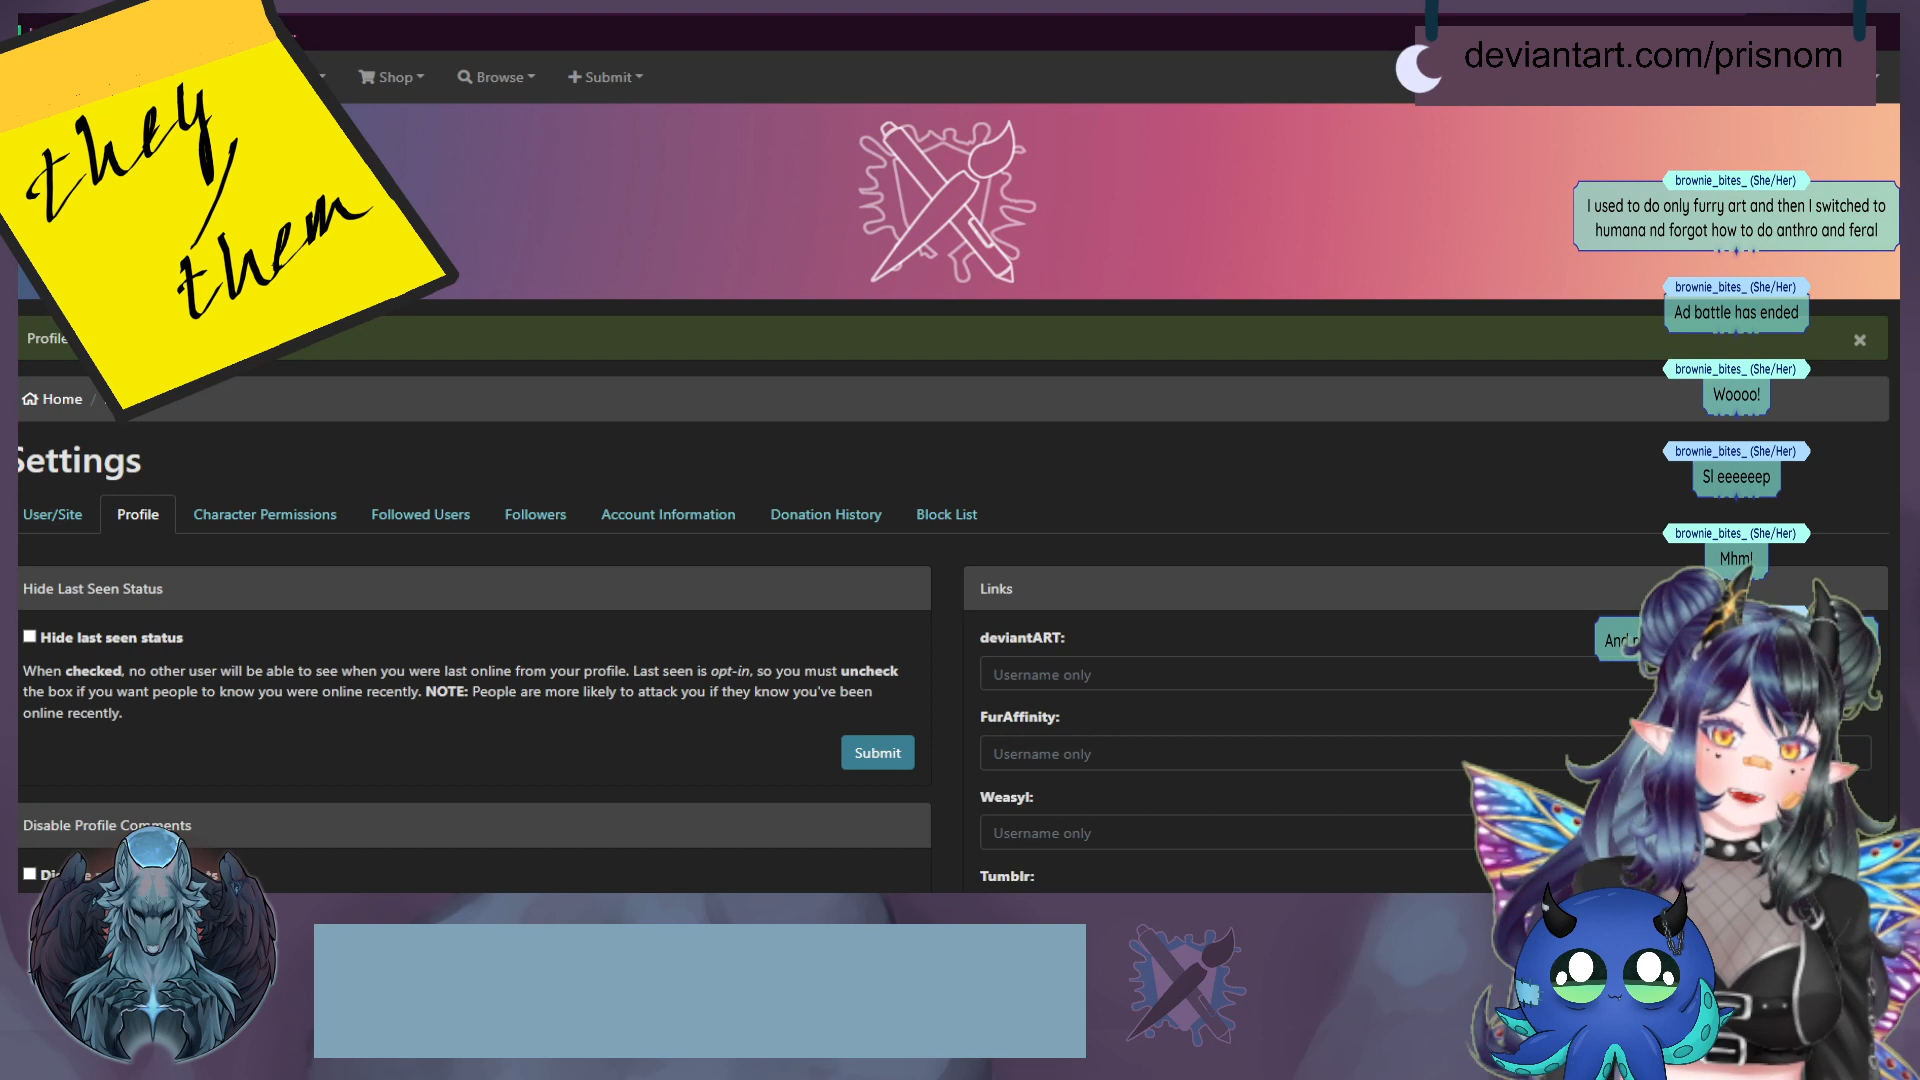 they
/
them
Shop
Browse
Submit
deviantart.com/prisnom
brownie_bites_ (She/Her)
I used to do only furry art and then I switched to
humana nd forgot how to do anthro and feral
brownie_bites_ (She/Her)
Ad battle has ended
brownie_bites_ (She/Her)
Woooo!
brownie_bites_ (She/Her)
Sl eeeeeep
brownie_bites_ (She/Her)
Mhm!
Profile
Home /
Settings
User/Site
Profile
Character Permissions
Followed Users
Followers
Account Information
Donation History
Block List
Hide Last Seen Status
Hide last seen status
When checked, no other user will be able to see when you were last online from your profile. Last seen is opt-in, so you must uncheck
the box if you want people to know you were online recently. NOTE: People are more likely to attack you if they know you've been
online recently.
Submit
Disable Profile Comments
Links
deviantART:
Username only
FurAffinity:
Username only
Weasyl:
Username only
Tumblr: